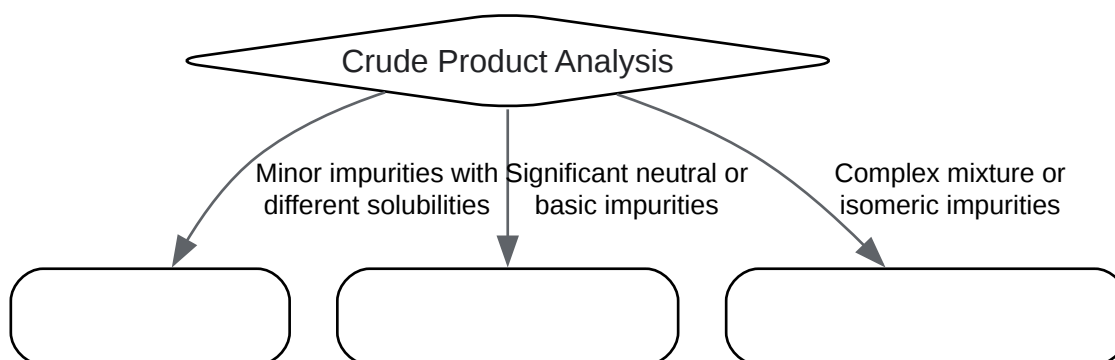 Crude Product Analysis
Minor impurities with
different solubilities
Significant neutral or
basic impurities
Complex mixture or
isomeric impurities